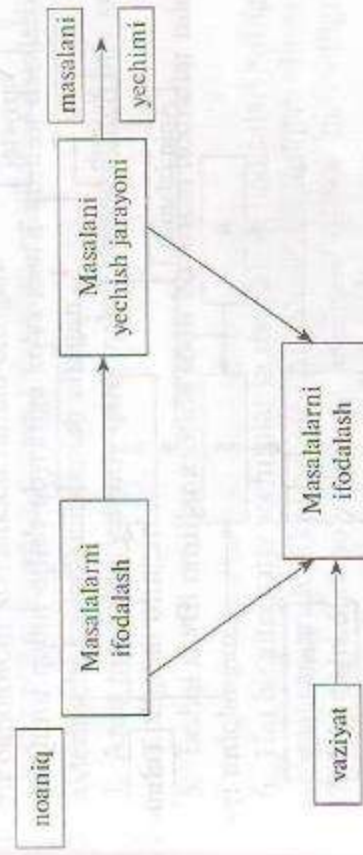 noaniq
Masalalarni
ifodalash
Masalani
yechish jarayoni
masalani
yechimi
vaziyat
Masalalarni
ifodalash